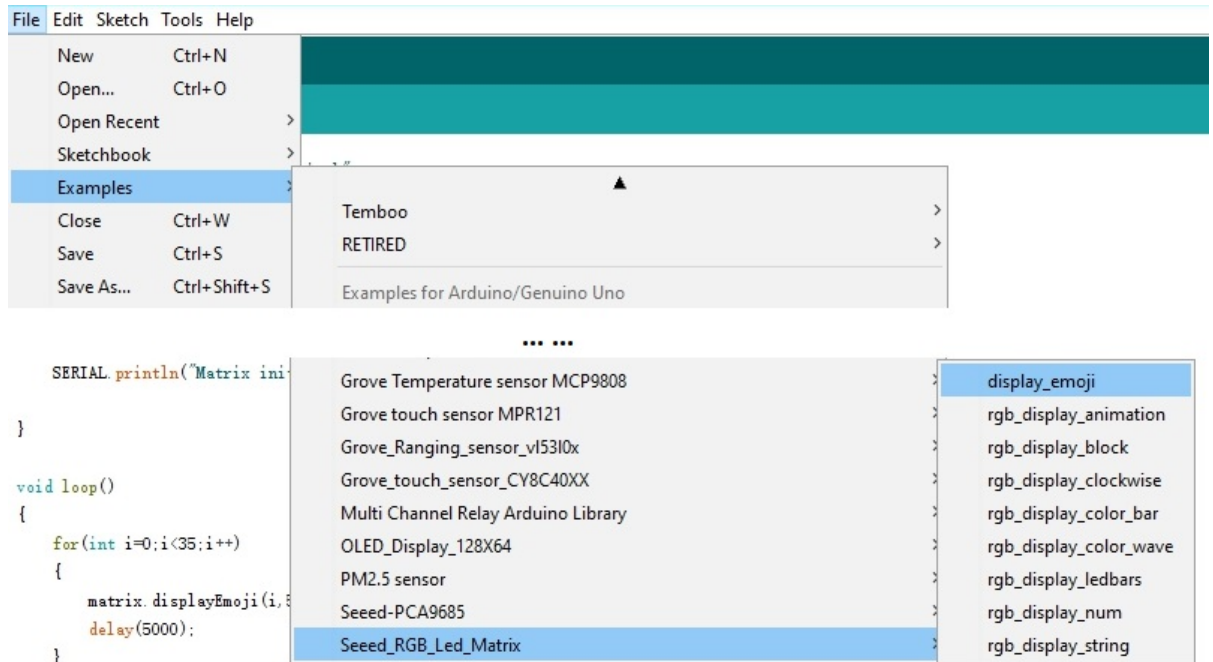 File Edit Sketch Tools Help
New Ctrl+N
Open... Ctrl+O
Open Recent
Sketchbook
Examples
Close Ctrl+W
Save Ctrl+S
Save As... Ctrl+Shift+S
Temboo
RETIRED
Examples for Arduino/Genuino Uno
... ...
SERIAL.println("Matrix ini
}
void loop()
{
for(int i=0;i<35;i++)
{
matrix.displayEmoji(i,
delay(5000);
}
Grove Temperature sensor MCP9808
Grove touch sensor MPR121
Grove_Ranging_sensor_vl53l0x
Grove_touch_sensor_CY8C40XX
Multi Channel Relay Arduino Library
OLED_Display_128X64
PM2.5 sensor
Seeed-PCA9685
Seeed_RGB_Led_Matrix
display_emoji
rgb_display_animation
rgb_display_block
rgb_display_clockwise
rgb_display_color_bar
rgb_display_color_wave
rgb_display_ledbars
rgb_display_num
rgb_display_string